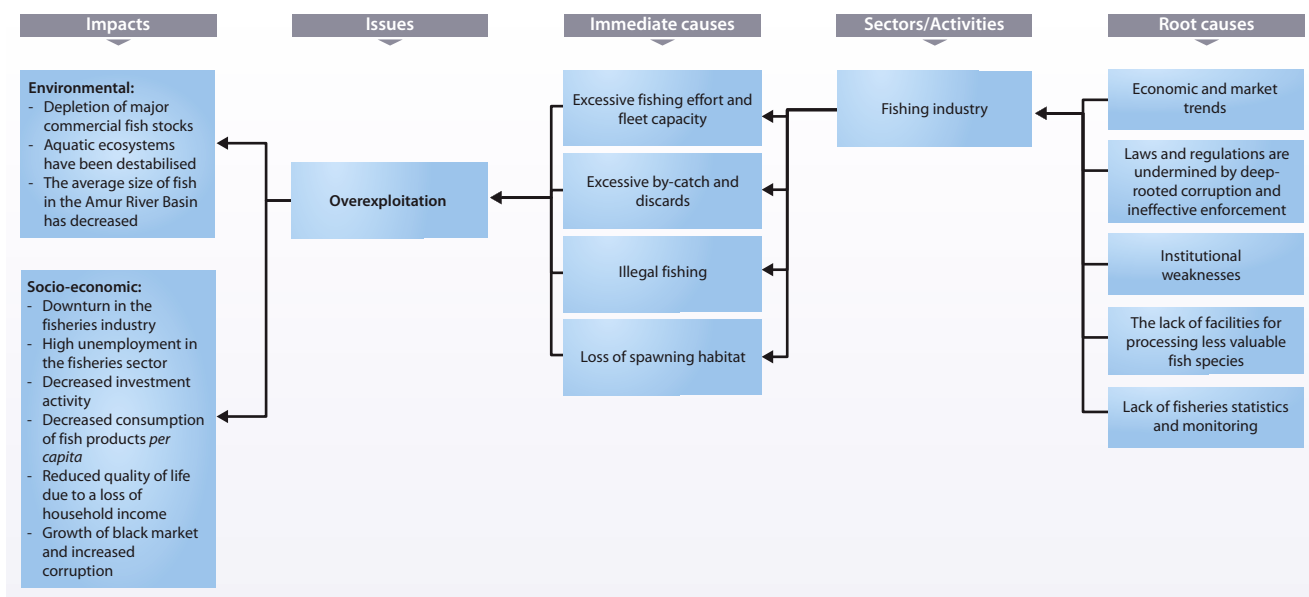 Impacts
Issues
Immediate causes
Sectors/Activities
Root causes
Environmental:
- Depletion of major
commercial fish stocks
- Aquatic ecosystems
have been destabilised
- The average size of fish
in the Amur River Basin
has decreased
Socio-economic:
- Downturn in the
fisheries industry
- High unemployment in
the fisheries sector
- Decreased investment
activity
- Decreased consumption
of fish products per
capita
- Reduced quality of life
due to a loss of
household income
- Growth of black market
and increased
corruption
Overexploitation
Excessive fishing effort and
fleet capacity
Excessive by-catch and
discards
Illegal fishing
Loss of spawning habitat
Fishing industry
Economic and market
trends
Laws and regulations are
undermined by deep-
rooted corruption and
ineffective enforcement
Institutional
weaknesses
The lack of facilities for
processing less valuable
fish species
Lack of fisheries statistics
and monitoring